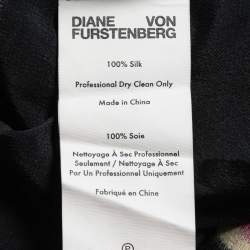 DIANE VON
FURSTENBERG
100% Silk
Professional Dry Clean Only
Made in China
100% Soie
Nettoyage À Sec Professionnel
Seulement / Nettoyage À Sec
Par Un Professionnel Uniquement
Fabriqué en Chine
P